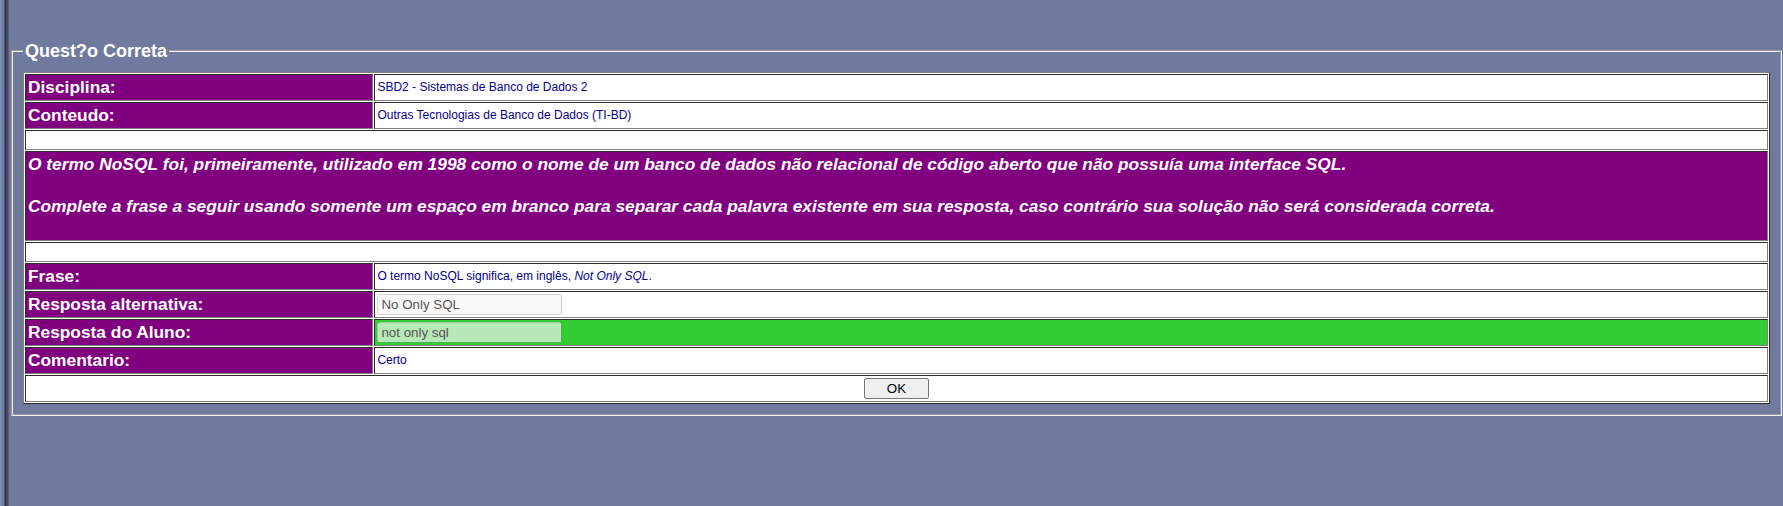 Quest?o Correta
Disciplina: SBD2 - Sistemas de Banco de Dados 2
Conteudo: Outras Tecnologias de Banco de Dados (TI-BD)
O termo NoSQL foi, primeiramente, utilizado em 1998 como o nome de um banco de dados não relacional de código aberto que não possuía uma interface SQL.
Complete a frase a seguir usando somente um espaço em branco para separar cada palavra existente em sua resposta, caso contrário sua solução não será considerada correta.
Frase: O termo NoSQL significa, em inglês, Not Only SQL.
Resposta alternativa: No Only SQL
Resposta do Aluno: not only sql
Comentario: Certo
OK